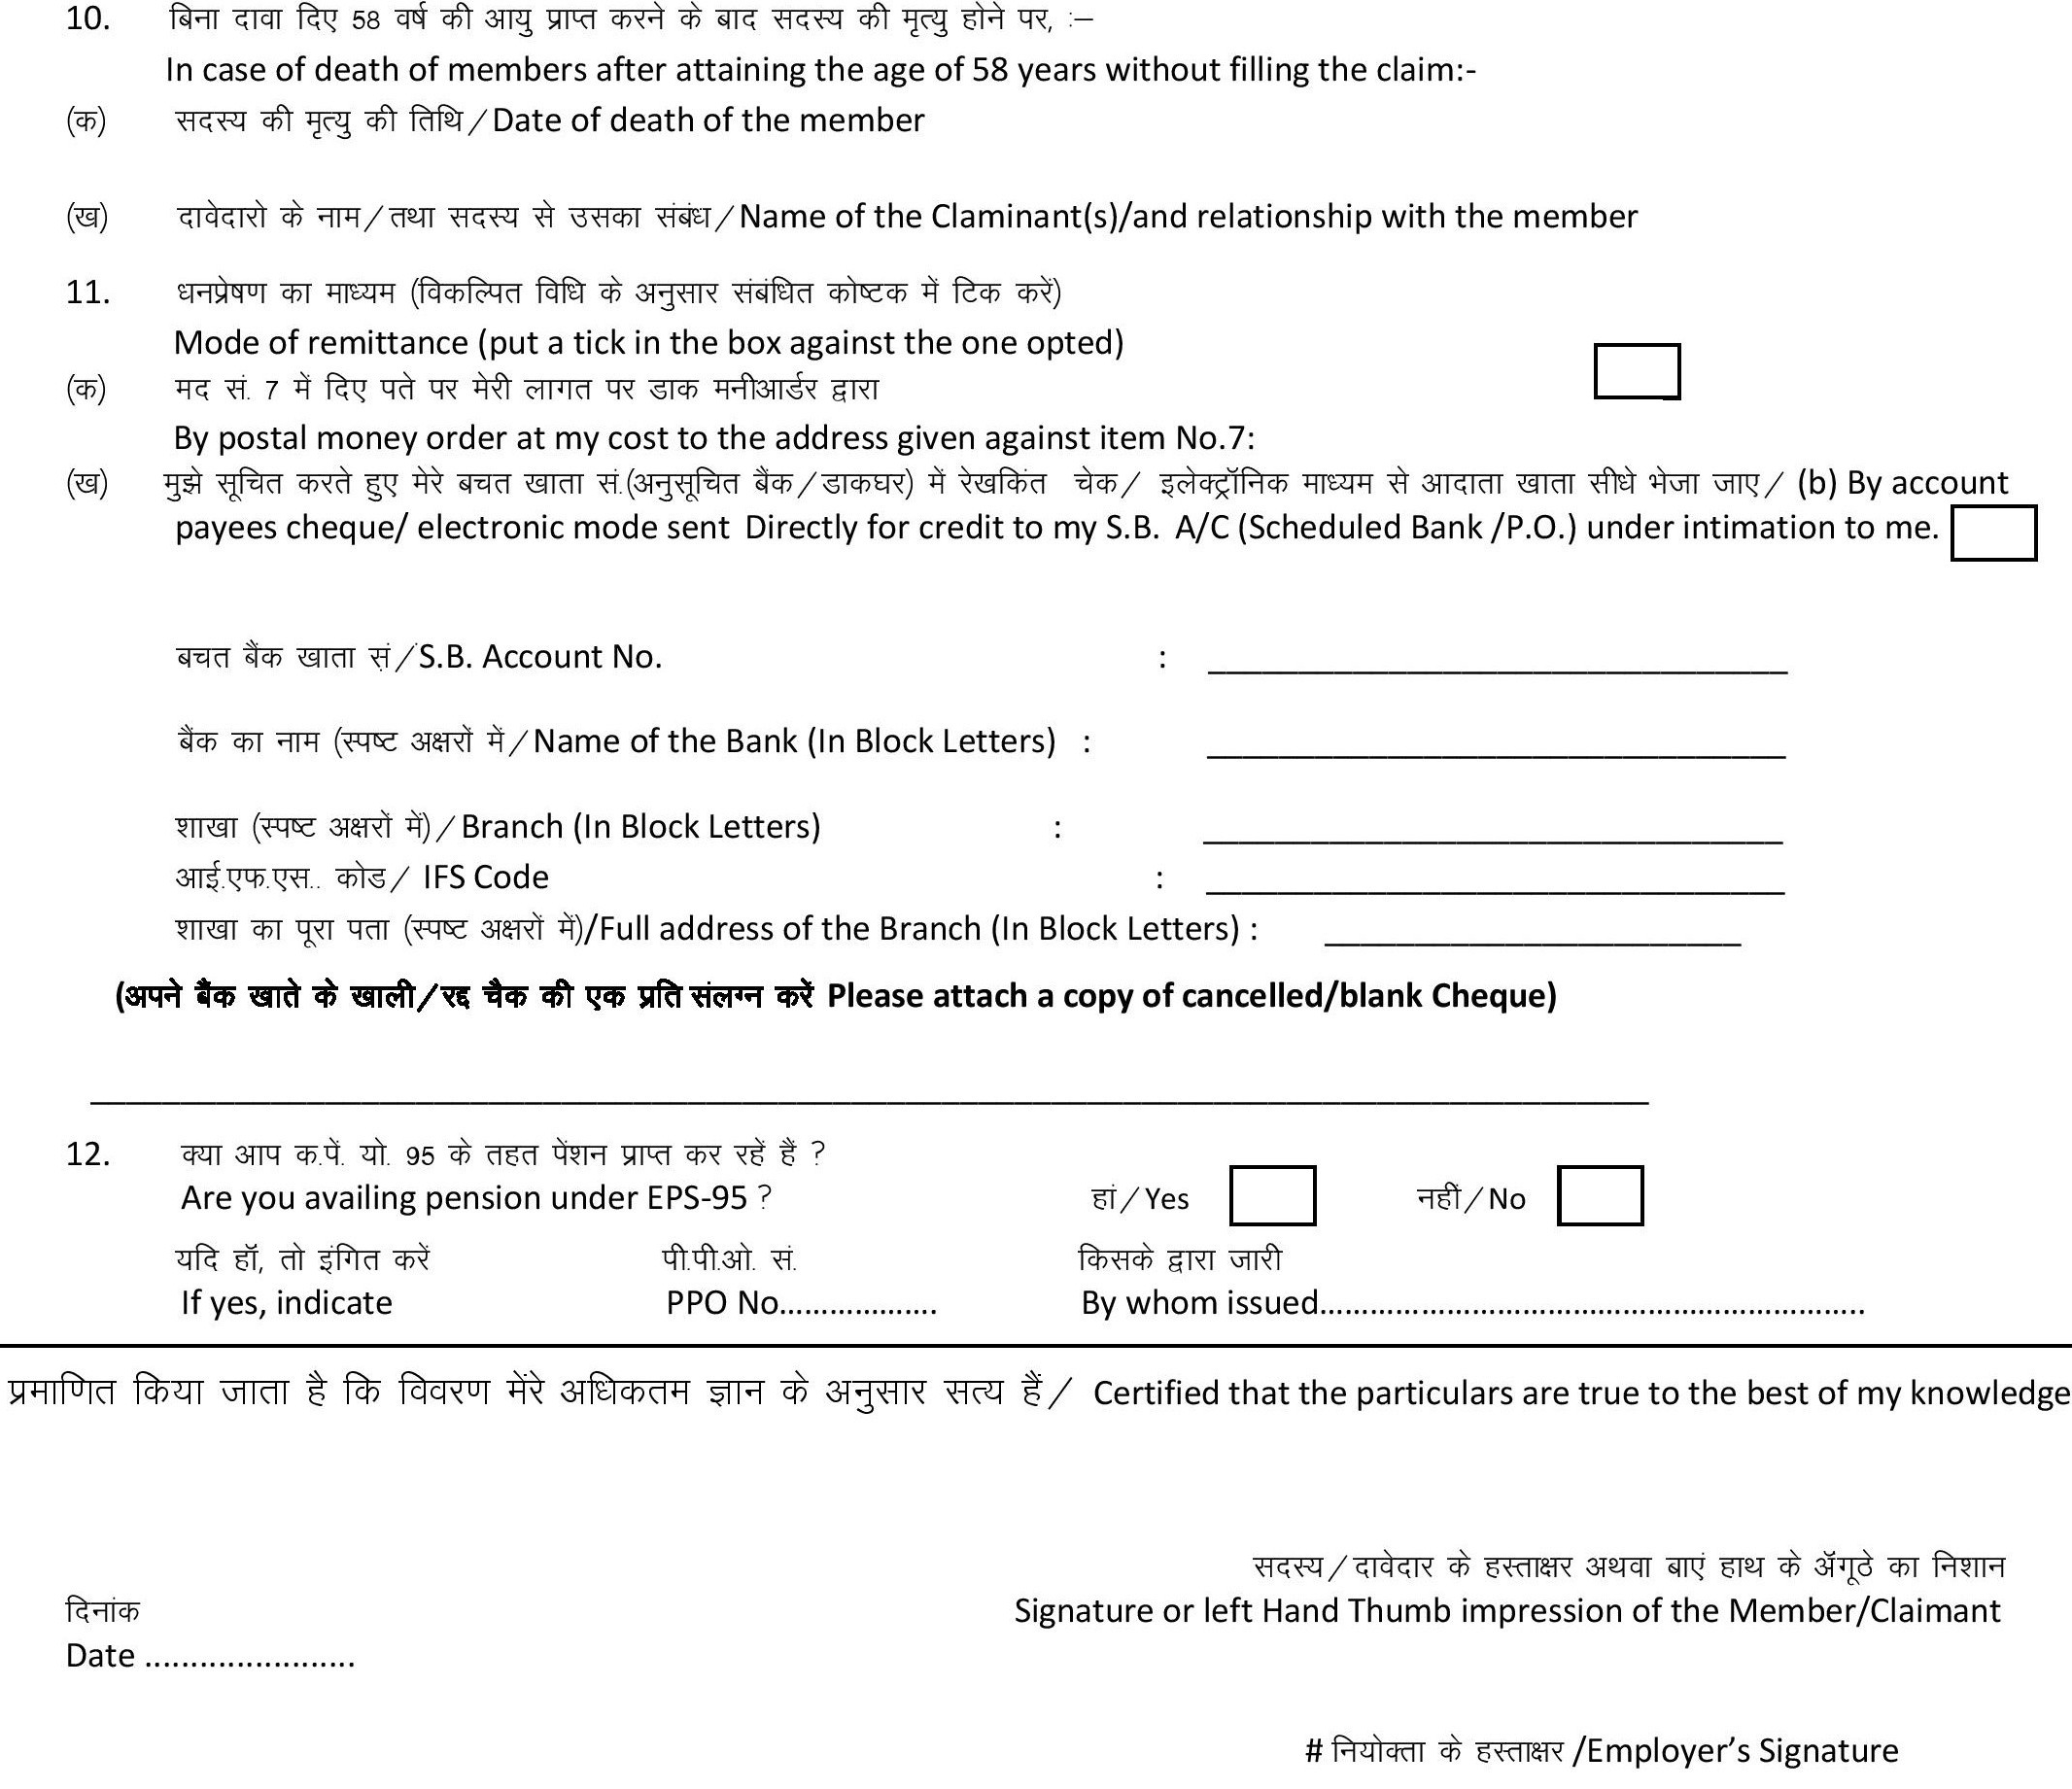 10. बिना दावा दिए 58 वर्ष की आयु प्राप्त करने के बाद सदस्य की मृत्यु होने पर, :–
In case of death of members after attaining the age of 58 years without filling the claim:-
(क) सदस्य की मृत्यु की तिथि/Date of death of the member
(ख) दावेदारो के नाम/तथा सदस्य से उसका संबंध/Name of the Claminant(s)/and relationship with the member
11. धनप्रेषण का माध्यम (विकल्पित विधि के अनुसार संबंधित कोष्टक में टिक करें)
Mode of remittance (put a tick in the box against the one opted)
(क) मद सं. 7 में दिए पते पर मेरी लागत पर डाक मनीआर्डर द्वारा
By postal money order at my cost to the address given against item No.7:
(ख) मुझे सूचित करते हुए मेरे बचत खाता सं.(अनुसूचित बैंक/डाकघर) में रेखकिंत चेक/ इलेक्ट्रॉनिक माध्यम से आदाता खाता सीधे भेजा जाए/ (b) By account
payees cheque/ electronic mode sent Directly for credit to my S.B. A/C (Scheduled Bank /P.O.) under intimation to me.
बचत बैंक खाता सं/S.B. Account No. : ________________________________
बैंक का नाम (स्पष्ट अक्षरों में/Name of the Bank (In Block Letters) : ________________________________
शाखा (स्पष्ट अक्षरों में)/Branch (In Block Letters) : ________________________________
आई.एफ.एस.. कोड/ IFS Code : ________________________________
शाखा का पूरा पता (स्पष्ट अक्षरों में)/Full address of the Branch (In Block Letters) : _______________________
(अपने बैंक खाते के खाली/रद्द चैक की एक प्रति संलग्न करें Please attach a copy of cancelled/blank Cheque)
12. क्या आप क.पें. यो. 95 के तहत पेंशन प्राप्त कर रहें हैं ?
Are you availing pension under EPS-95 ? हां/Yes नहीं/No
यदि हॉ, तो इंगित करें पी.पी.ओ. सं. किसके द्वारा जारी
If yes, indicate PPO No.................. By whom issued..............................................................
प्रमाणित किया जाता है कि विवरण मेंरे अधिकतम ज्ञान के अनुसार सत्य हैं/ Certified that the particulars are true to the best of my knowledge
सदस्य/दावेदार के हस्ताक्षर अथवा बाएं हाथ के अँगूठे का निशान
दिनांक Signature or left Hand Thumb impression of the Member/Claimant
Date .......................
# नियोक्ता के हस्ताक्षर /Employer’s Signature